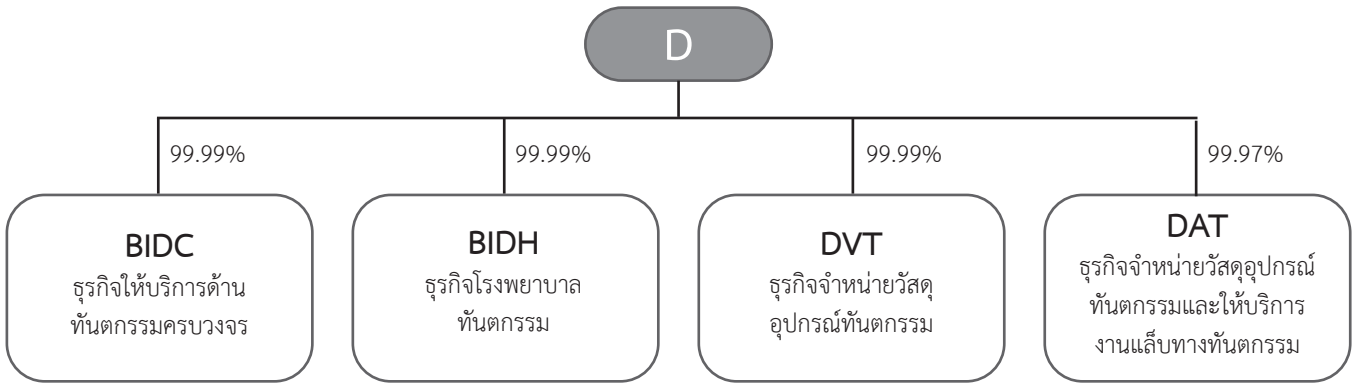 D
99.99%
99.99%
99.99%
99.97%
BIDC
ธุรกิจให้บริการด้าน
ทันตกรรมครบวงจร
BIDH
ธุรกิจโรงพยาบาล
ทันตกรรม
DVT
ธุรกิจจำหน่ายวัสดุ
อุปกรณ์ทันตกรรม
DAT
ธุรกิจจำหน่ายวัสดุอุปกรณ์
ทันตกรรมและให้บริการ
งานแล็บทางทันตกรรม